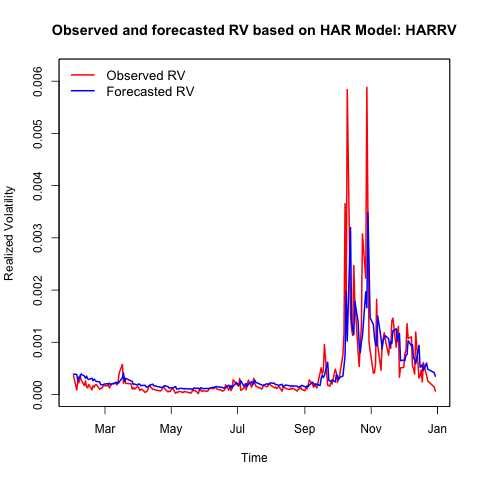 Observed and forecasted RV based on HAR Model: HARRV
Observed RV
Forecasted RV
Realized Volatility
0.006
0.005
0.004
0.003
0.002
0.001
0.000
Mar May Jul Sep Nov Jan
Time